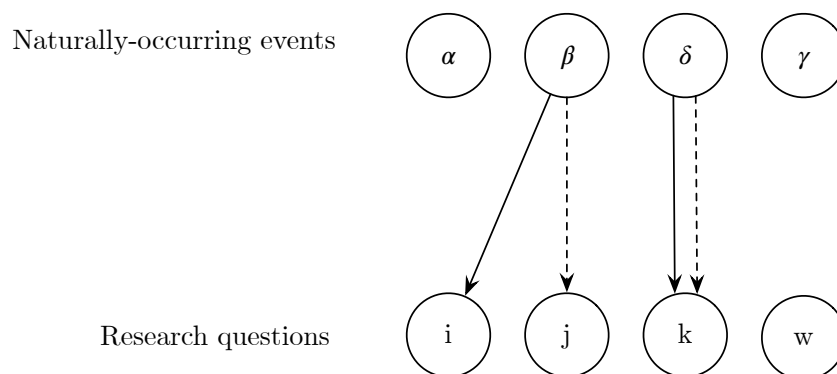 Naturally-occurring events
α β δ γ
Research questions
i j k w